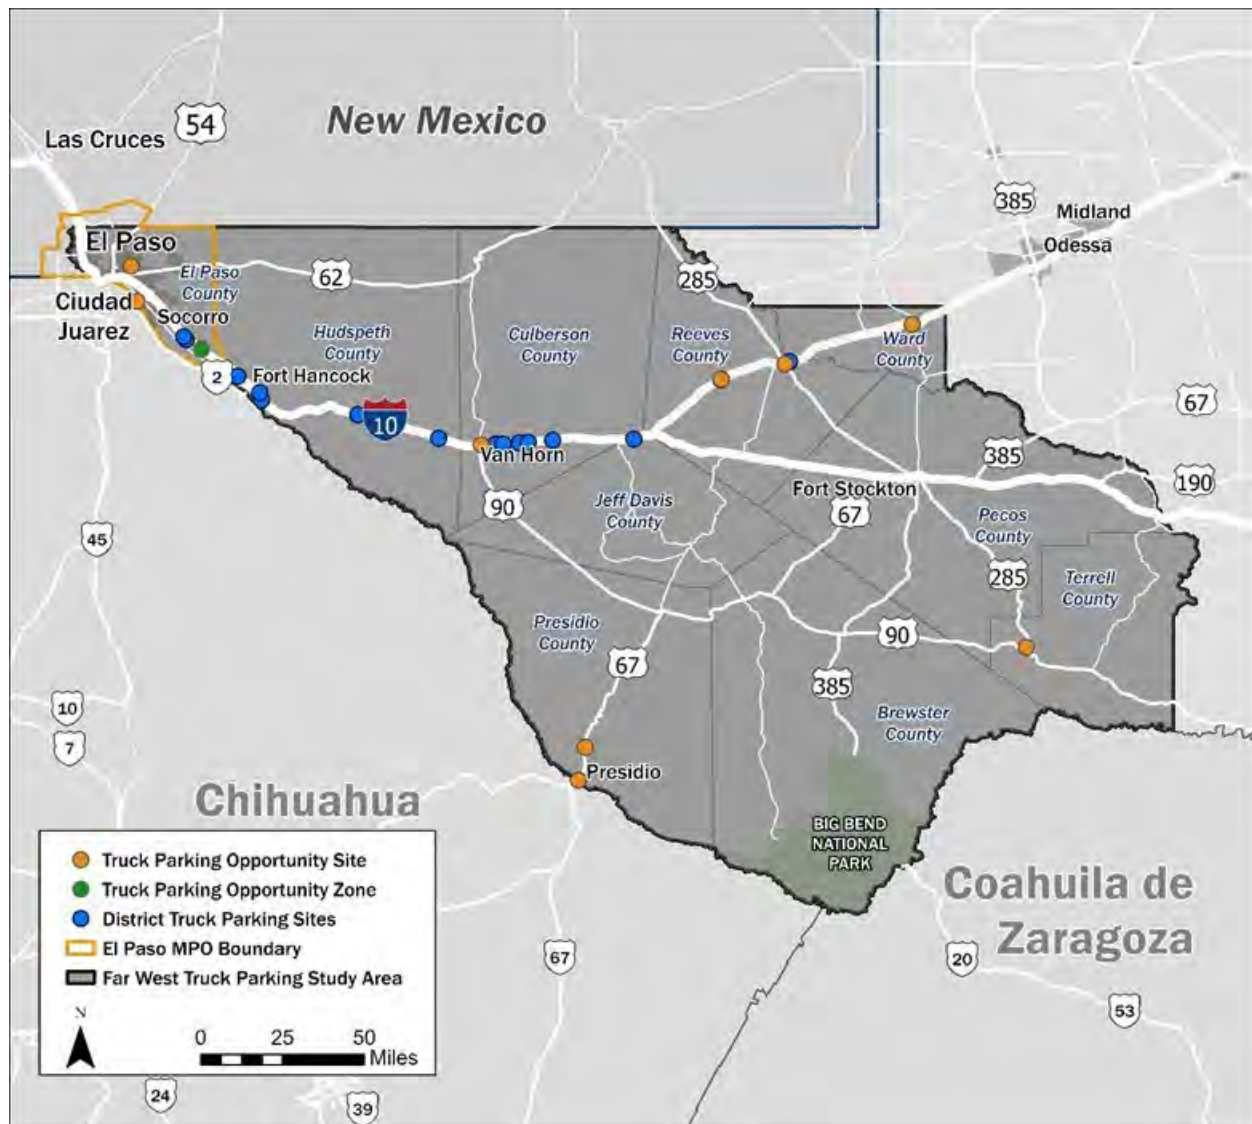 New Mexico
Las Cruces
54
385
Midland
Odessa
El Paso
El Paso
County
62
285
Ciudad
Juarez
Socorro
Hudspeth
County
Culberson
County
Reeves
County
Ward
County
2
Fort Hancock
10
67
Van Horn
385
190
Fort Stockton
90
Jeff Davis
County
67
Pecos
County
45
285
Terrell
County
Presidio
County
90
67
385
Brewster
County
10
7
Presidio
Chihuahua
BIG BEND
NATIONAL
PARK
Coahuila de
Zaragoza
Truck Parking Opportunity Site
Truck Parking Opportunity Zone
District Truck Parking Sites
El Paso MPO Boundary
Far West Truck Parking Study Area
N
0 25 50
Miles
67
20
53
24
39